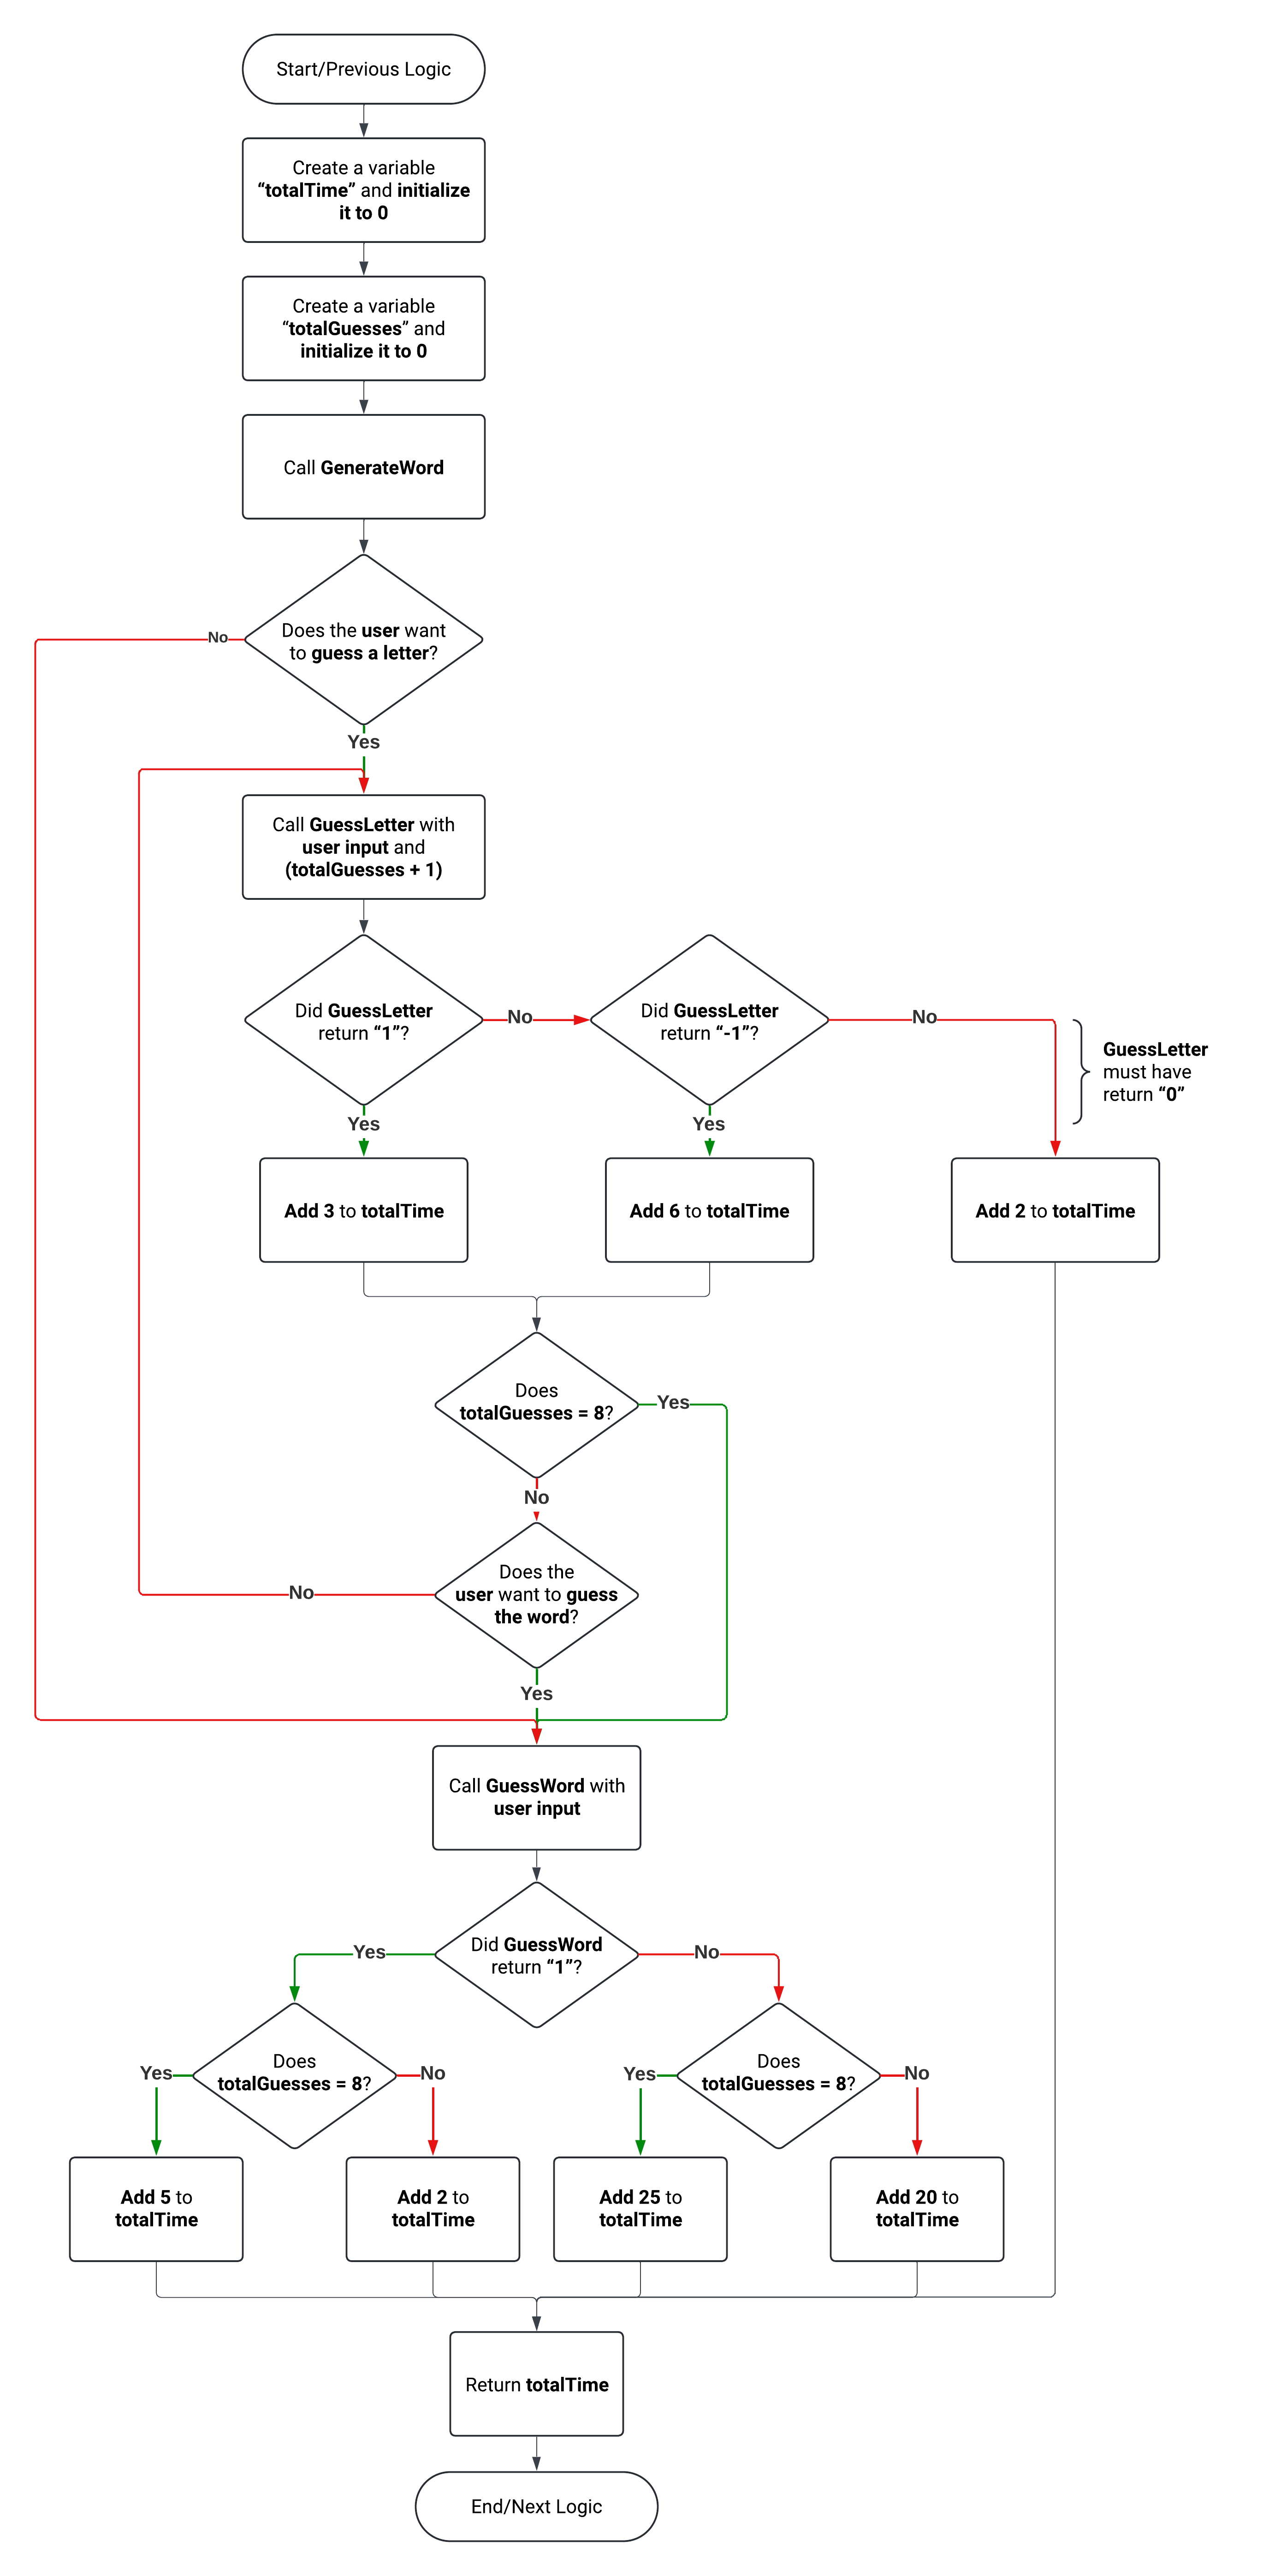 Start/Previous Logic
Create a variable
“totalTime” and initialize
it to 0
Create a variable
“totalGuesses” and
initialize it to 0
Call GenerateWord
Does the user want
to guess a letter?
No
Yes
Call GuessLetter with
user input and
(totalGuesses + 1)
Did GuessLetter
return “1”?
No
Did GuessLetter
return “-1”?
No
GuessLetter
must have
return “0”
Yes
Yes
Add 3 to totalTime
Add 6 to totalTime
Add 2 to totalTime
Does
totalGuesses = 8?
Yes
No
Does the
user want to guess
the word?
No
Yes
Call GuessWord with
user input
Did GuessWord
return “1”?
Yes
No
Does
totalGuesses = 8?
Yes
No
Does
totalGuesses = 8?
Yes
No
Add 5 to
totalTime
Add 2 to
totalTime
Add 25 to
totalTime
Add 20 to
totalTime
Return totalTime
End/Next Logic